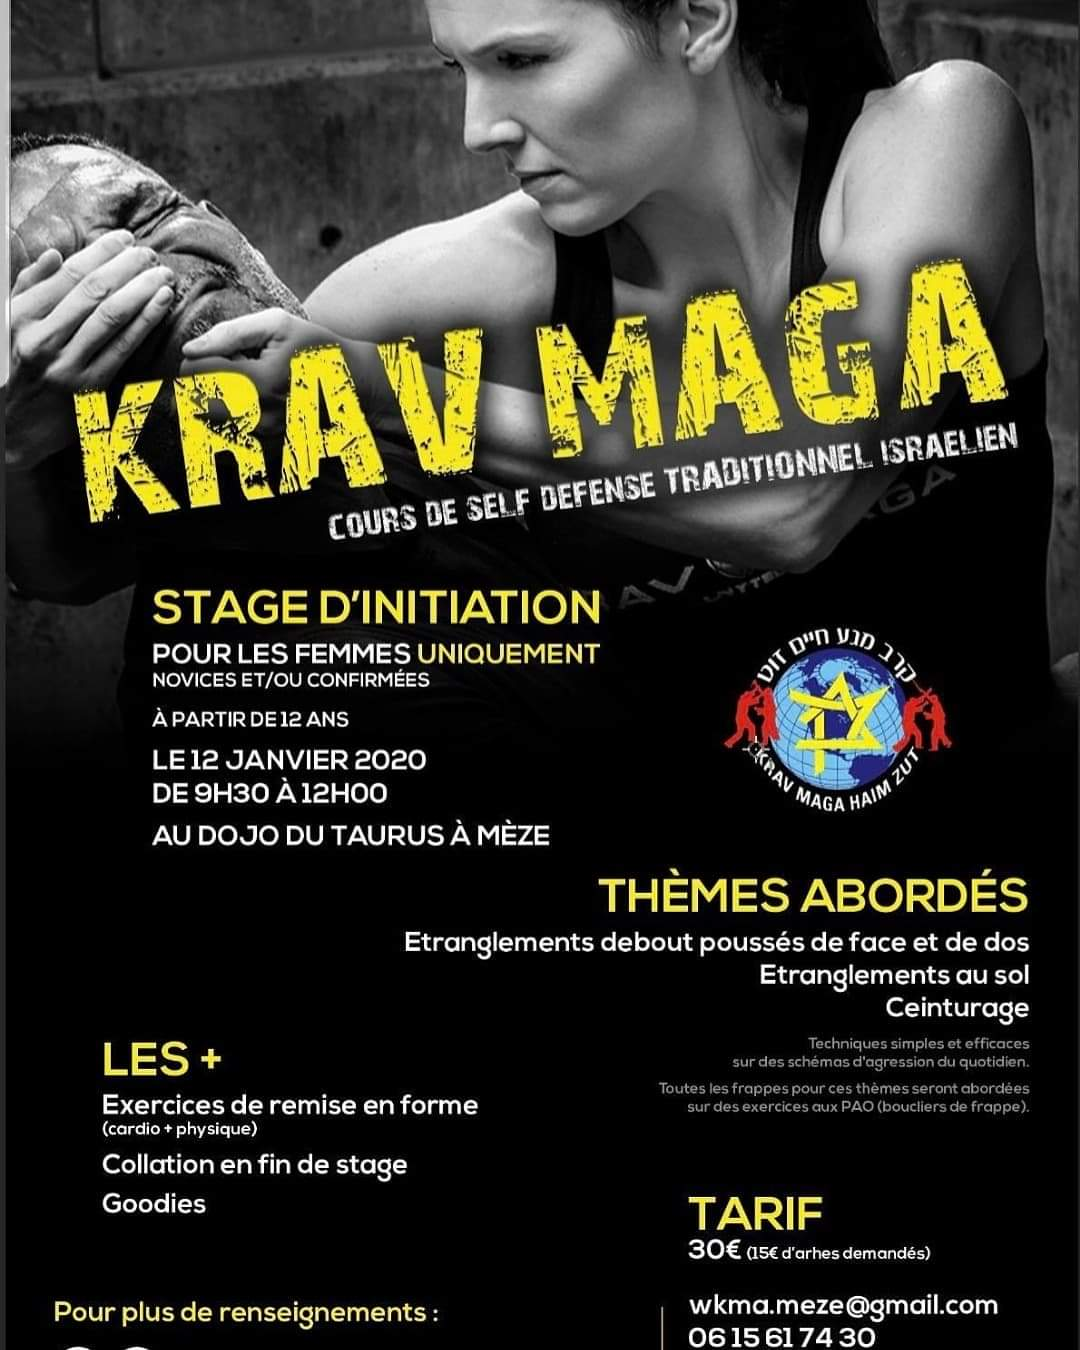 KRAV MAGA
COURS DE SELF DEFENSE TRADITIONNEL ISRAELIEN
STAGE D'INITIATION
POUR LES FEMMES UNIQUEMENT
NOVICES ET/OU CONFIRMÉES
À PARTIR DE 12 ANS
LE 12 JANVIER 2020
DE 9H30 À 12H00
AU DOJO DU TAURUS À MÈZE
קרב מגע חיים זוט
KRAV MAGA HAIM ZUT
THÈMES ABORDÉS
Etranglements debout poussés de face et de dos
Etranglements au sol
Ceinturage
Techniques simples et efficaces
sur des schémas d'agression du quotidien.
Toutes les frappes pour ces thèmes seront abordées
sur des exercices aux PAO (boucliers de frappe).
LES +
Exercices de remise en forme
(cardio + physique)
Collation en fin de stage
Goodies
TARIF
30€ (15€ d'arhes demandés)
Pour plus de renseignements :
wkma.meze@gmail.com
06 15 61 74 30